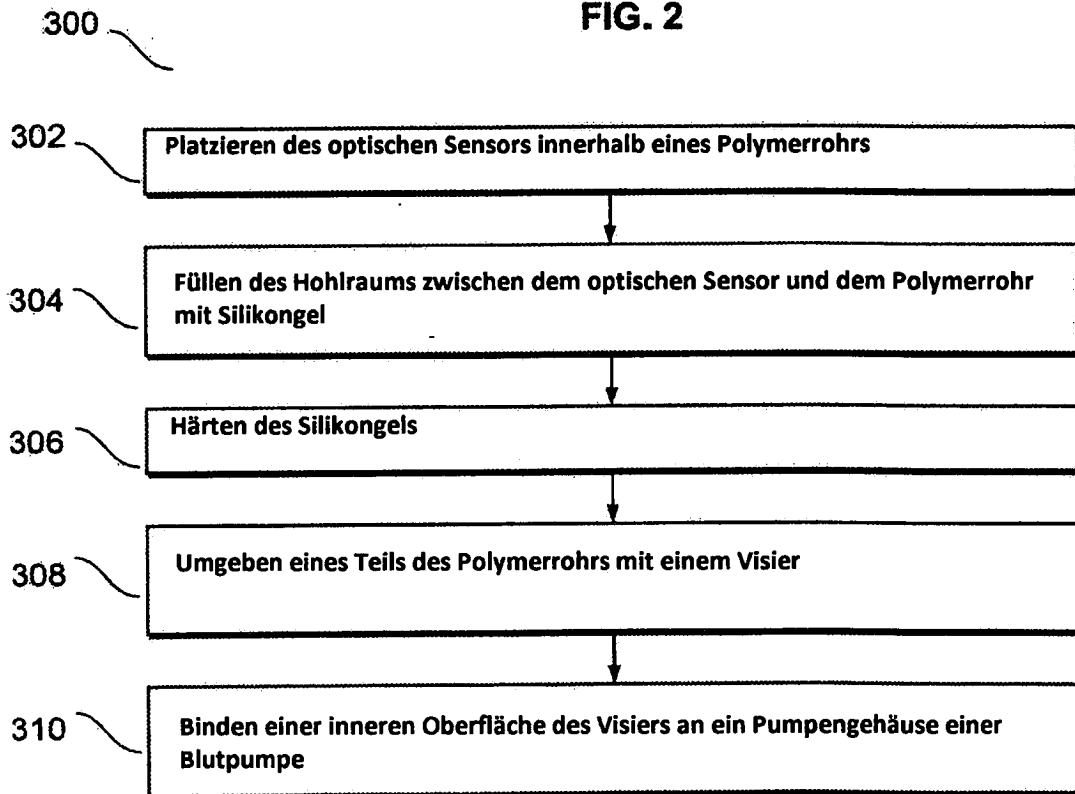 FIG. 2
300
302
Platzieren des optischen Sensors innerhalb eines Polymerrohrs
304
Füllen des Hohlraums zwischen dem optischen Sensor und dem Polymerrohr
mit Silikongel
306
Härten des Silikongels
308
Umgeben eines Teils des Polymerrohrs mit einem Visier
310
Binden einer inneren Oberfläche des Visiers an ein Pumpengehäuse einer
Blutpumpe